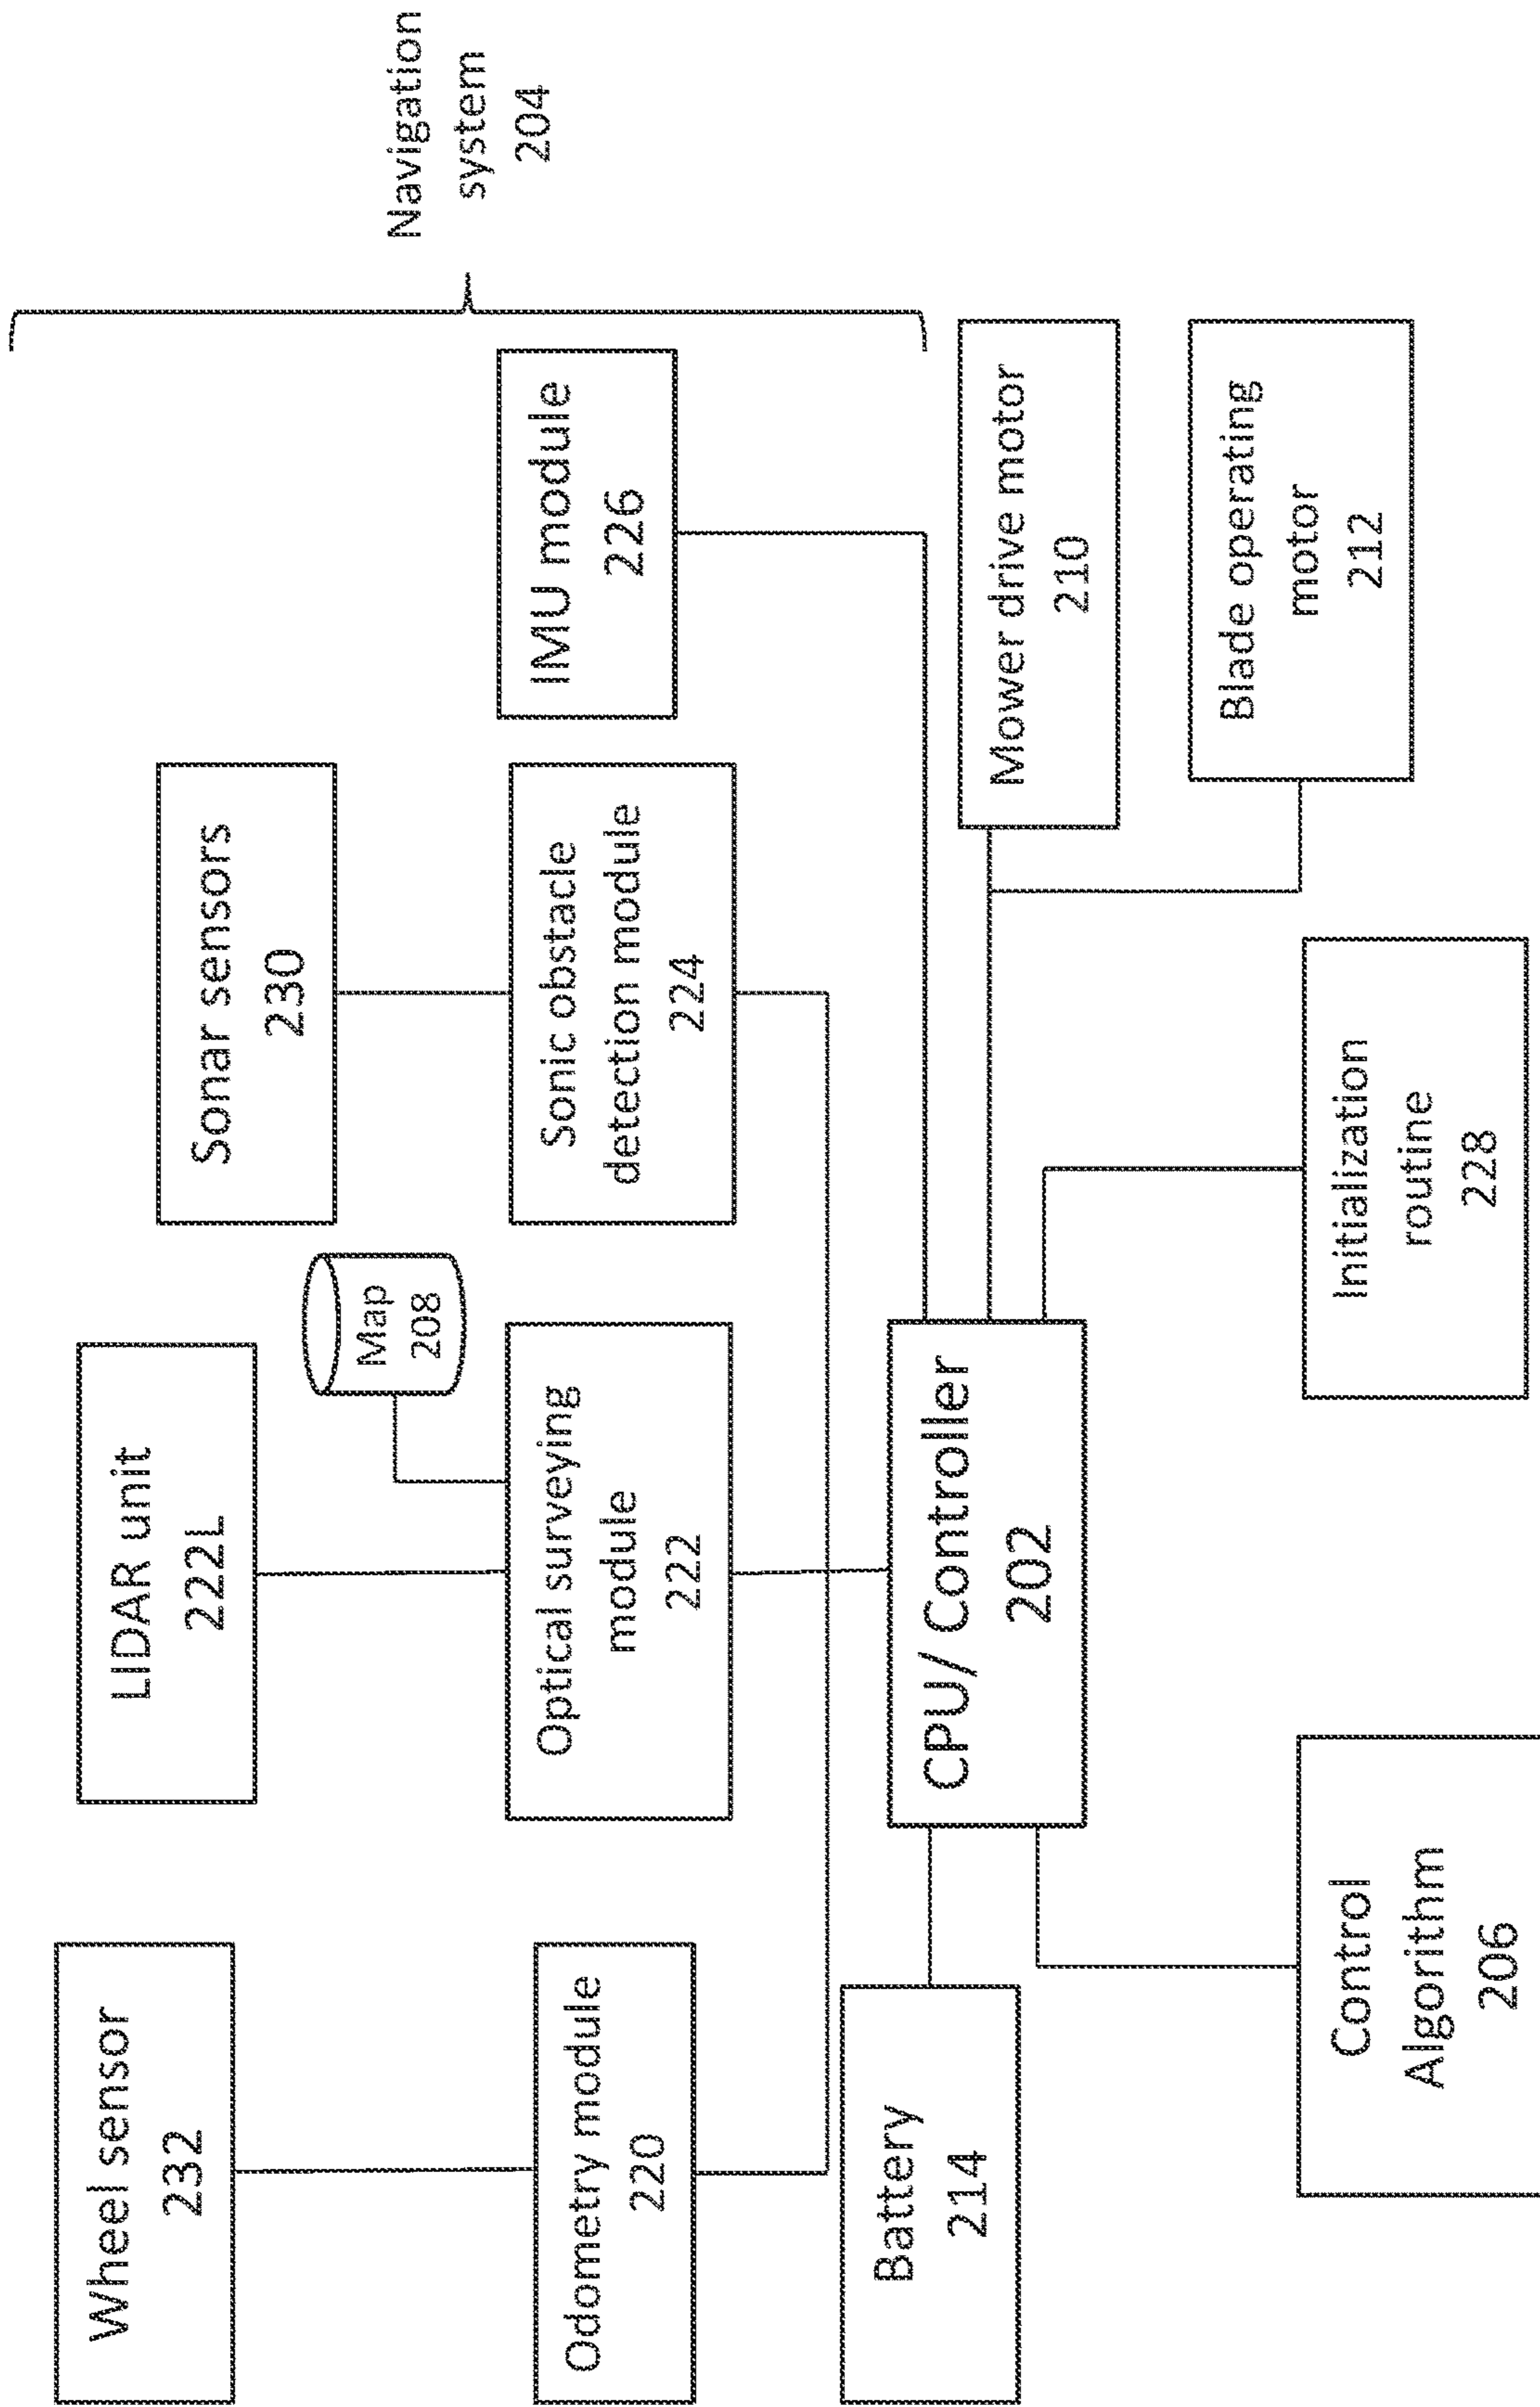 Navigation
system
204
Wheel sensor
232
LIDAR unit
222L
Sonar sensors
230
Map
208
Odometry module
220
Optical surveying
module
222
Sonic obstacle
detection module
224
IMU module
226
Battery
214
CPU/ Controller
202
Mower drive motor
210
Blade operating
motor
212
Control
Algorithm
206
Initialization
routine
228